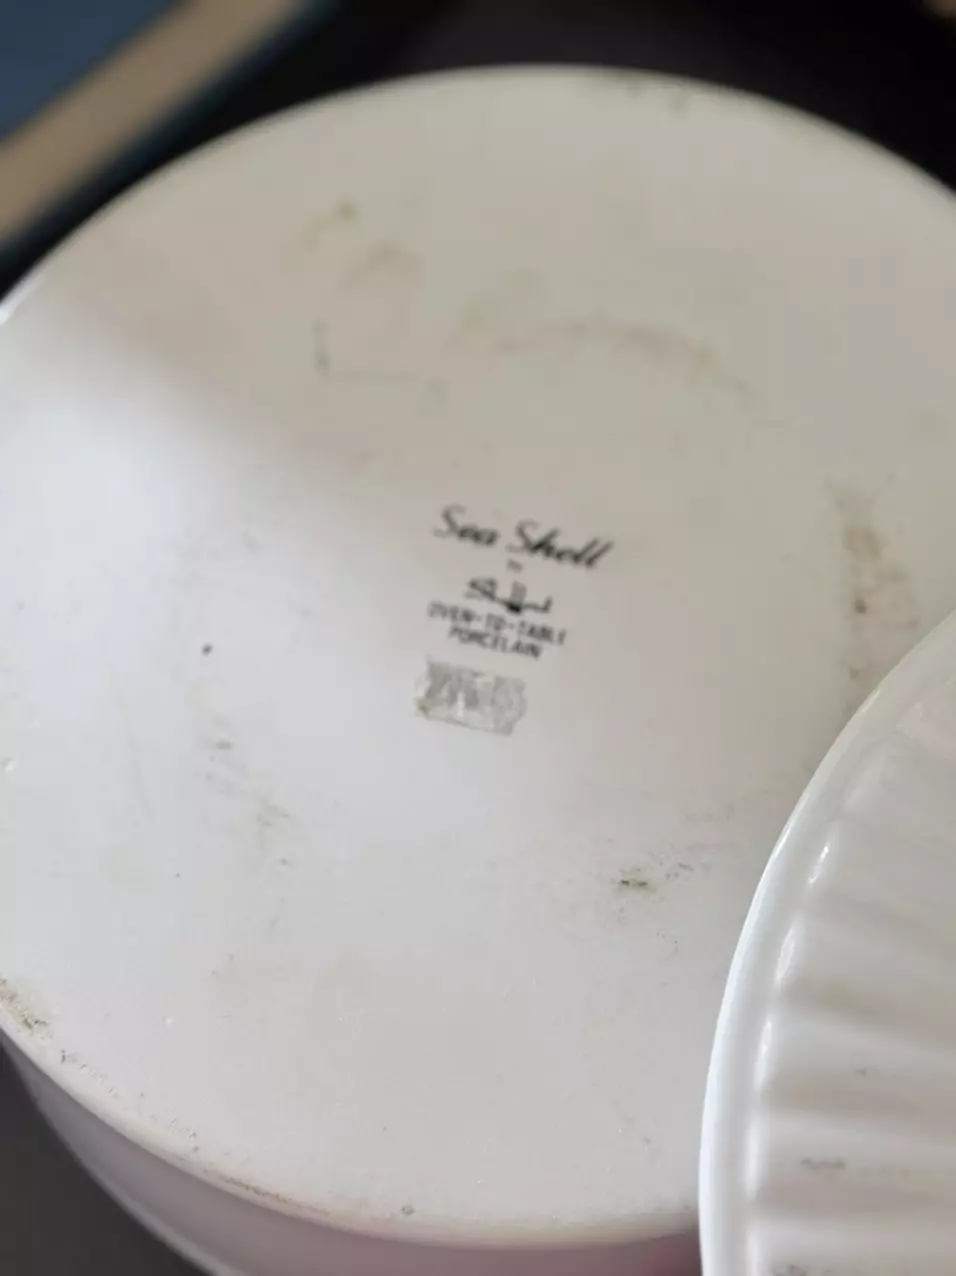 Sea Shell
by
OVEN-TO-TABLE
PORCELAIN